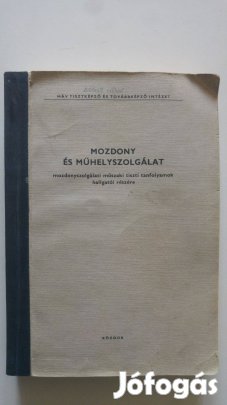 MÁV TISZTKÉPZŐ ÉS TOVÁBBKÉPZŐ INTÉZET
MOZDONY
ÉS MŰHELYSZOLGÁLAT
mozdonyszolgálati műszaki tiszti tanfolyamok
hallgatói részére
Jófogás